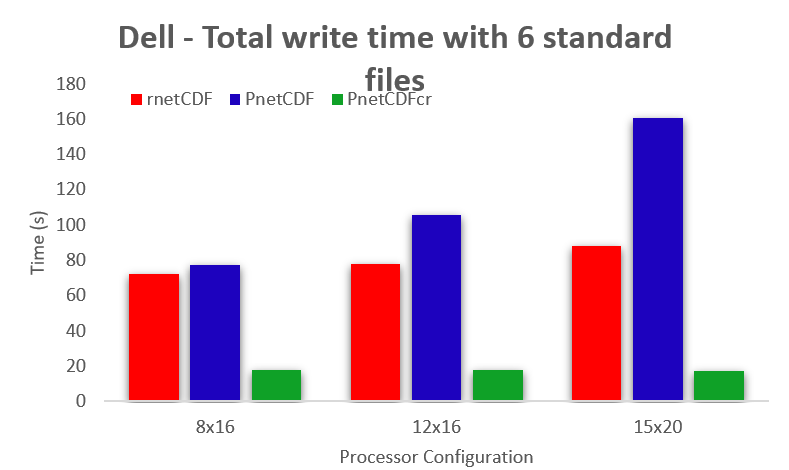 Dell - Total write time with 6 standard
files
rnetCDF PnetCDF PnetCDFcr
Time (s)
180
160
140
120
100
80
60
40
20
0
8x16 12x16 15x20
Processor Configuration